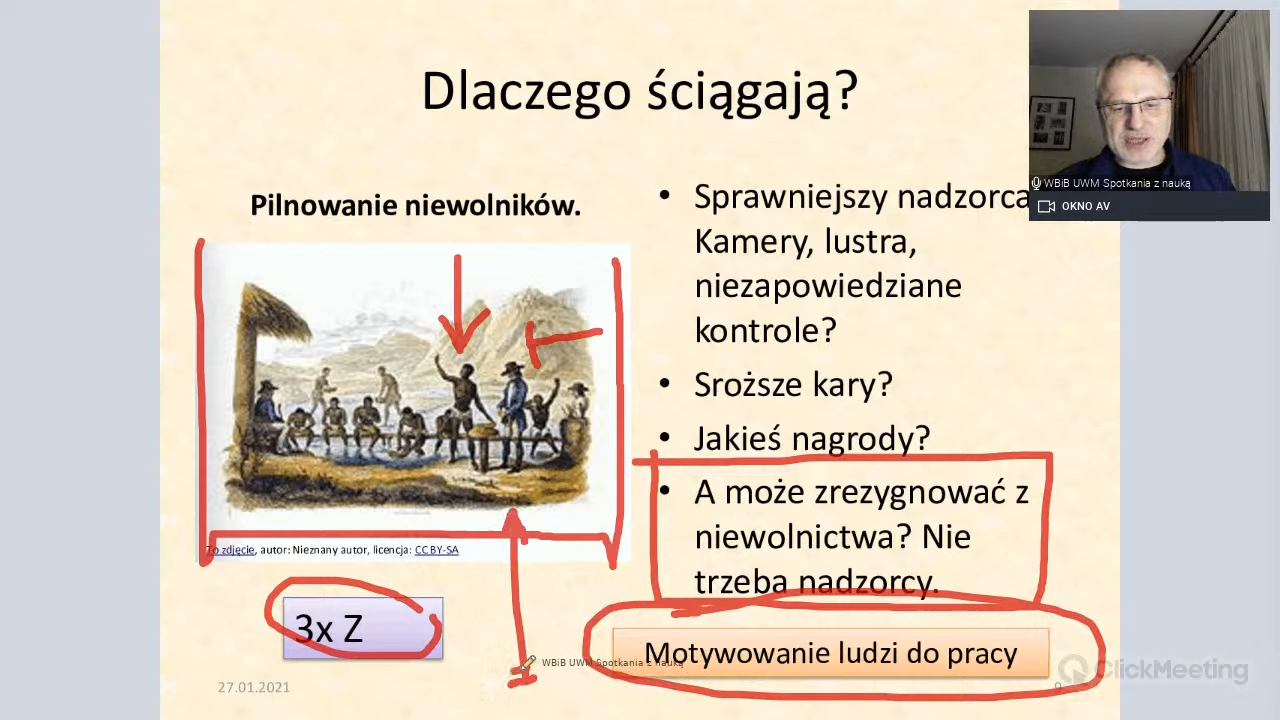 Dlaczego ściągają?
Pilnowanie niewolników.
To zdjęcie, autor: Nieznany autor, licencja: CC BY-SA
3x Z
• Sprawniejszy nadzorca
Kamery, lustra,
niezapowiedziane
kontrole?
• Sroższe kary?
• Jakieś nagrody?
• A może zrezygnować z
niewolnictwa? Nie
trzeba nadzorcy.
Motywowanie ludzi do pracy
WBiB UWM Spotkania z nauką
27.01.2021
9
WBiB UWM Spotkania z nauką
OKNO AV
ClickMeeting